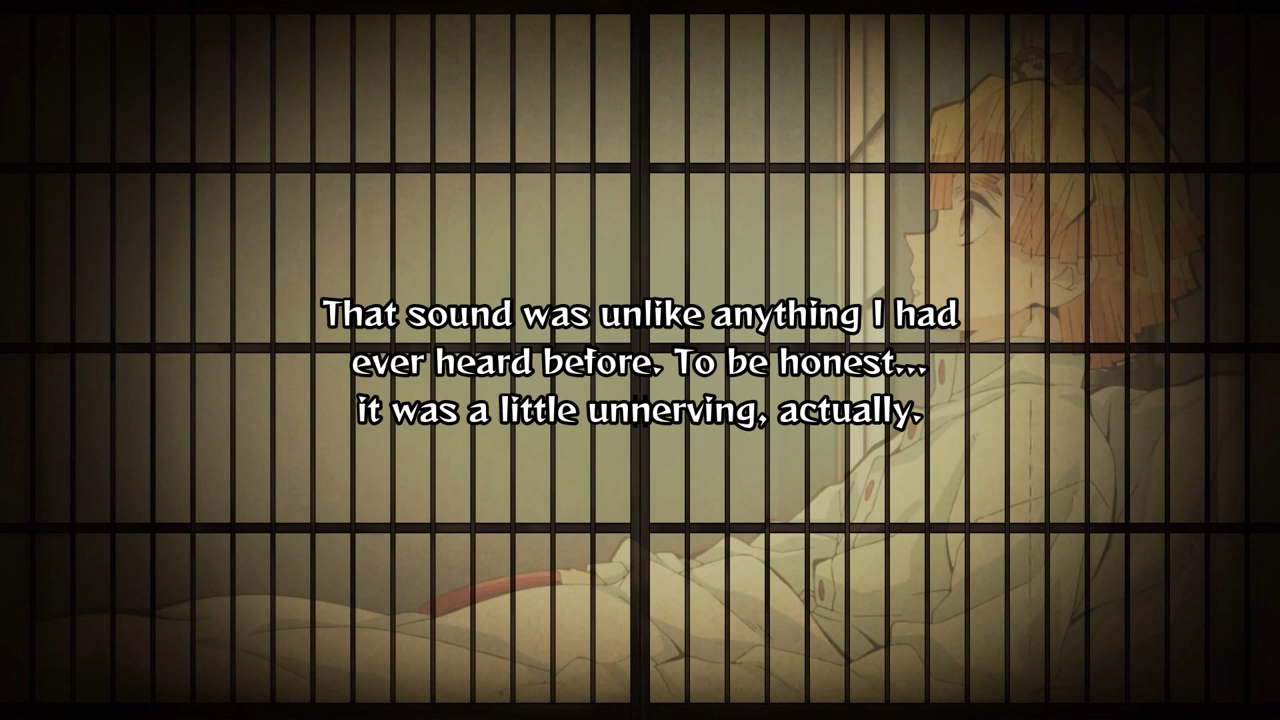 That sound was unlike anything I had
ever heard before. To be honest...
it was a little unnerving, actually.